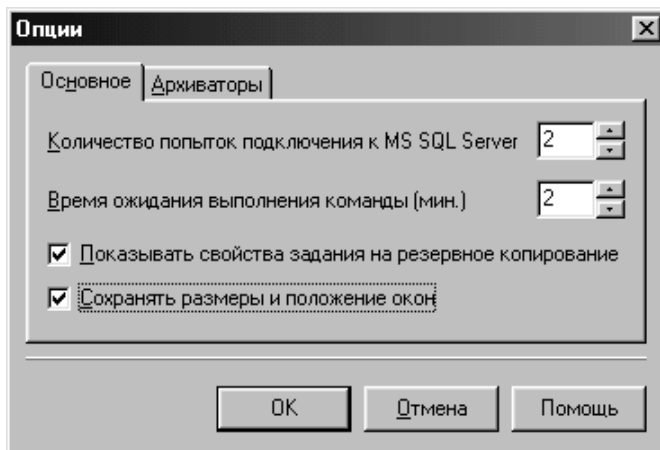 Опции
Основное Архиваторы
Количество попыток подключения к MS SQL Server 2
Время ожидания выполнения команды (мин.) 2
Показывать свойства задания на резервное копирование
Сохранять размеры и положение окон
OK Отмена Помощь